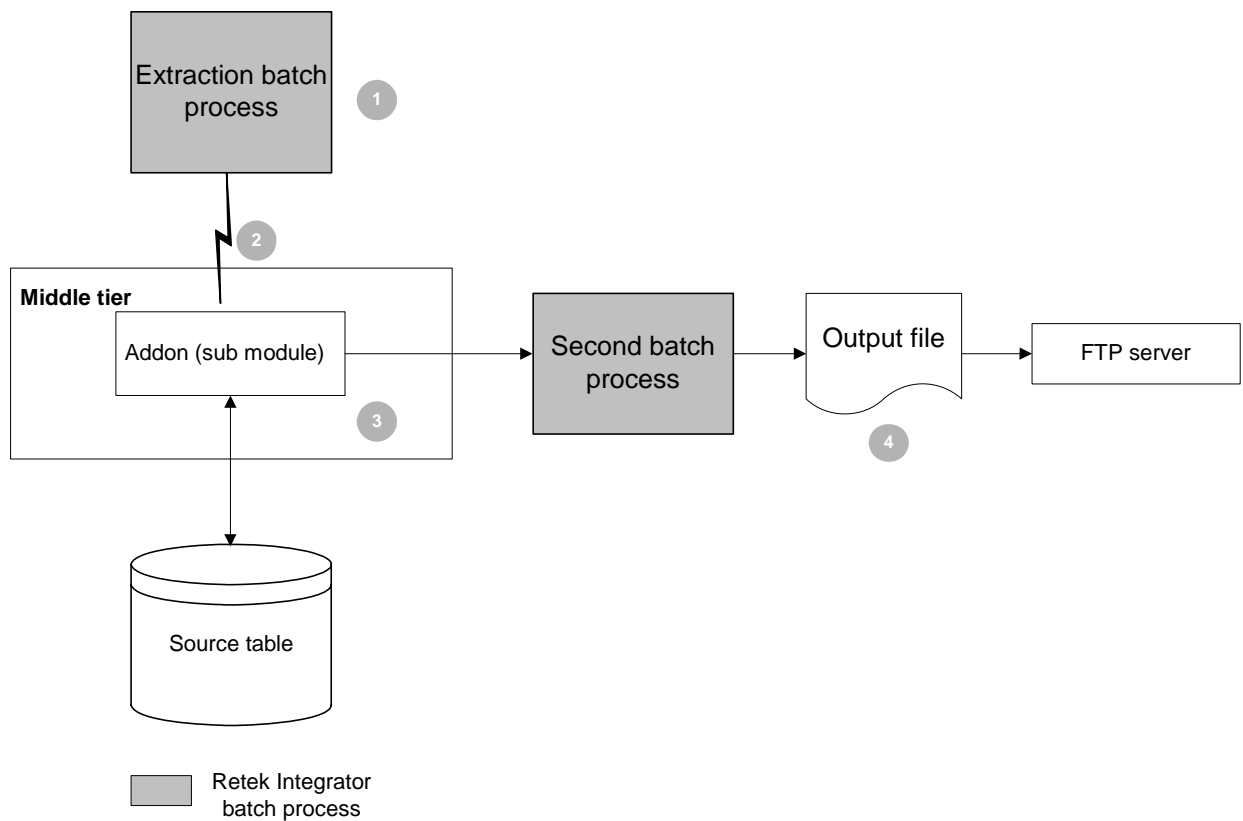 Extraction batch
process
1
2
Middle tier
Addon (sub module)
3
Second batch
process
Output file
4
FTP server
Source table
Retek Integrator
batch process